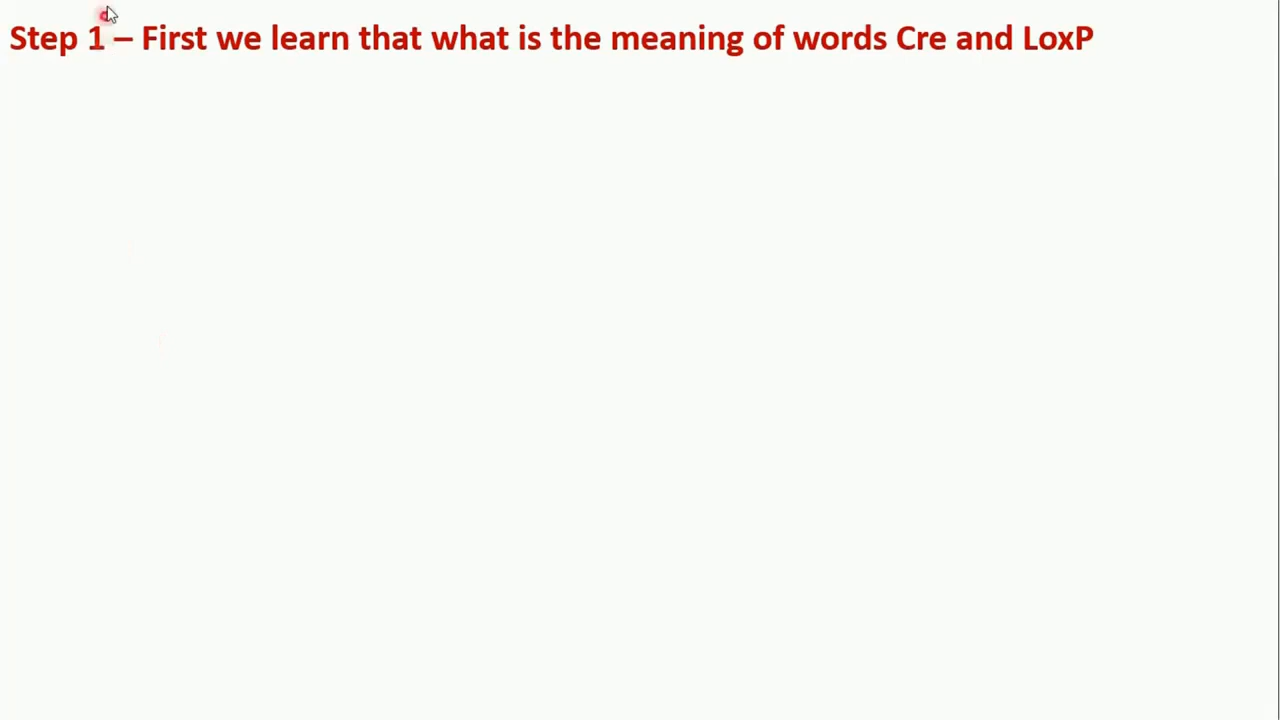 Step 1 – First we learn that what is the meaning of words Cre and LoxP